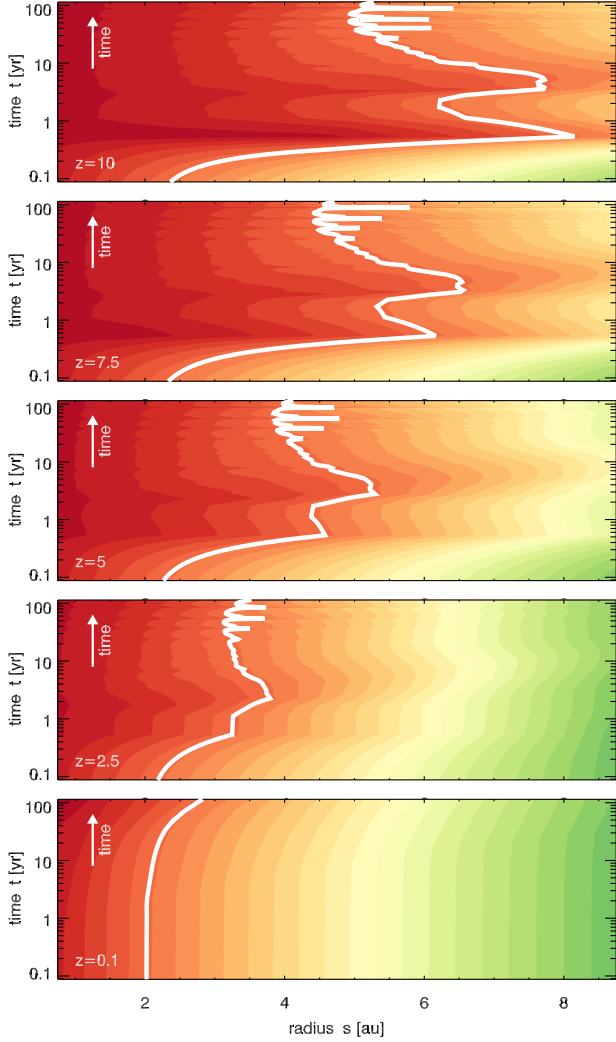 100
10
1
0.1
time t [yr]
time
z=10
100
10
1
0.1
time t [yr]
time
z=7.5
100
10
1
0.1
time t [yr]
time
z=5
100
10
1
0.1
time t [yr]
time
z=2.5
100
10
1
0.1
time t [yr]
time
z=0.1
2 4 6 8
radius s [au]